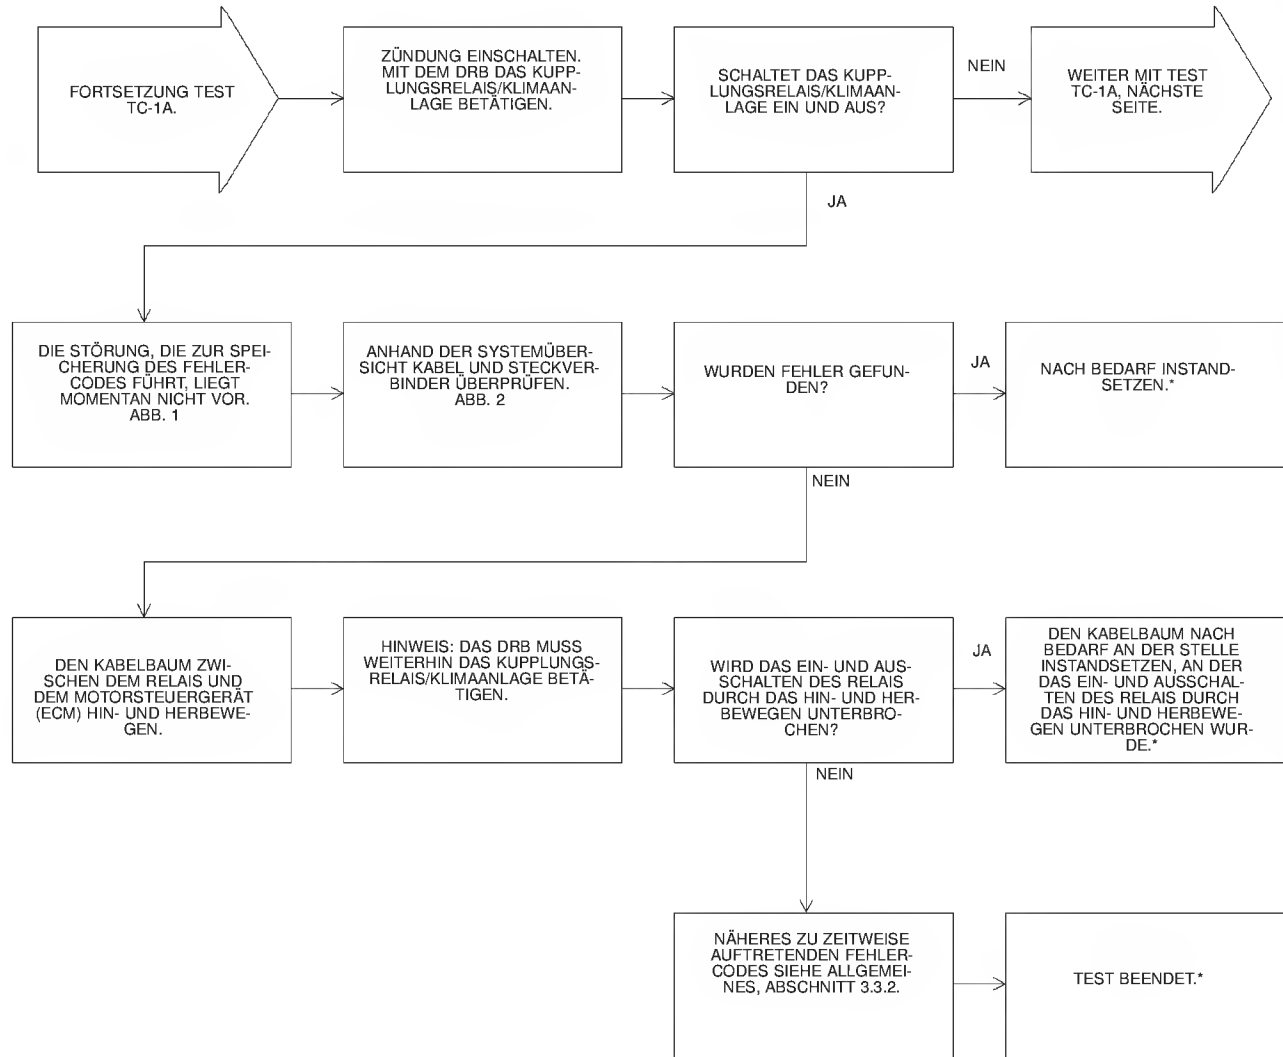 FORTSETZUNG TEST
TC-1A.
ZÜNDUNG EINSCHALTEN.
MIT DEM DRB DAS KUPP-
LUNGSRELAIS/KLIMAAN-
LAGE BETÄTIGEN.
SCHALTET DAS KUPP-
LUNGSRELAIS/KLIMAAN-
LAGE EIN UND AUS?
NEIN
WEITER MIT TEST
TC-1A, NÄCHSTE
SEITE.
JA
DIE STÖRUNG, DIE ZUR SPEI-
CHERUNG DES FEHLER-
CODES FÜHRT, LIEGT
MOMENTAN NICHT VOR.
ABB. 1
ANHAND DER SYSTEMÜBER-
SICHT KABEL UND STECKVER-
BINDER ÜBERPRÜFEN.
ABB. 2
WURDEN FEHLER GEFUN-
DEN?
JA
NACH BEDARF INSTAND-
SETZEN.*
NEIN
DEN KABELBAUM ZWI-
SCHEN DEM RELAIS UND
DEM MOTORSTEUERGERÄT
(ECM) HIN- UND HERBEWE-
GEN.
HINWEIS: DAS DRB MUSS
WEITERHIN DAS KUPPLUNGS-
RELAIS/KLIMAANLAGE BETÄ-
TIGEN.
WIRD DAS EIN- UND AUS-
SCHALTEN DES RELAIS
DURCH DAS HIN- UND HER-
BEWEGEN UNTERBRO-
CHEN?
JA
DEN KABELBAUM NACH
BEDARF AN DER STELLE
INSTANDSETZEN, AN DER
DAS EIN- UND AUSSCHAL-
TEN DES RELAIS DURCH
DAS HIN- UND HERBEWE-
GEN UNTERBROCHEN WUR-
DE.*
NEIN
NÄHERES ZU ZEITWEISE
AUFTRETENDEN FEHLER-
CODES SIEHE ALLGEMEI-
NES, ABSCHNITT 3.3.2.
TEST BEENDET.*